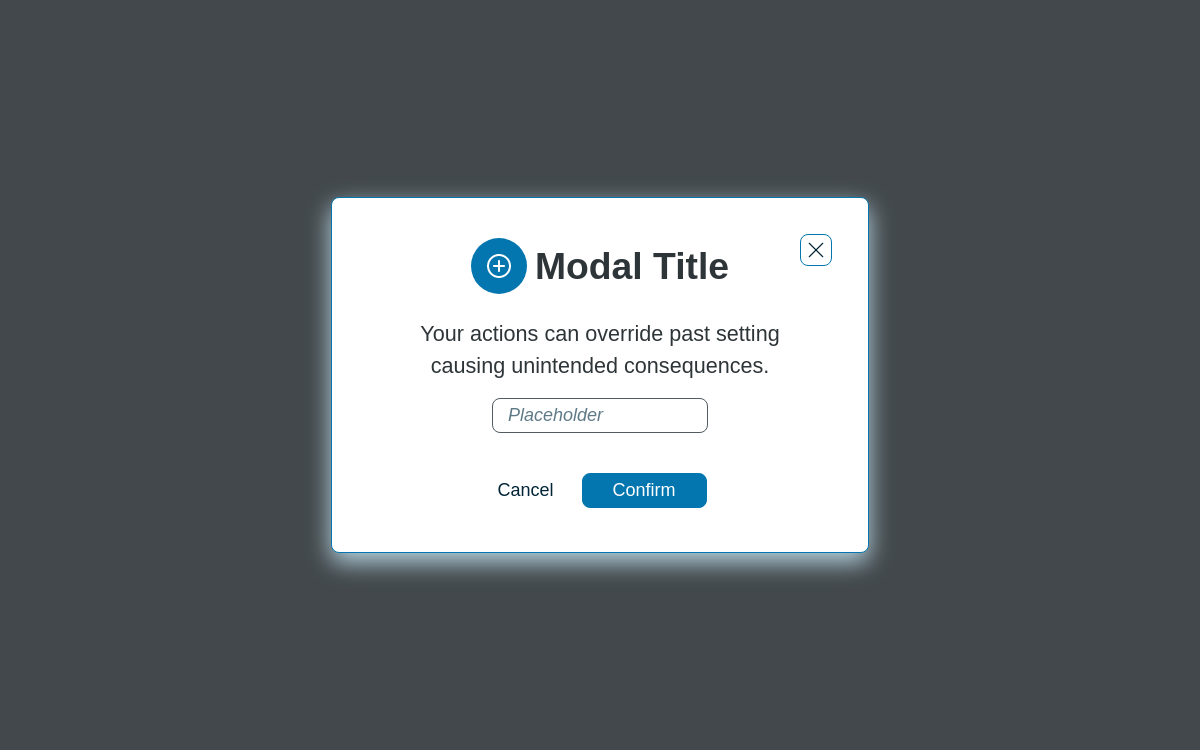 Modal Title
Your actions can override past setting
causing unintended consequences.
Placeholder
Cancel Confirm